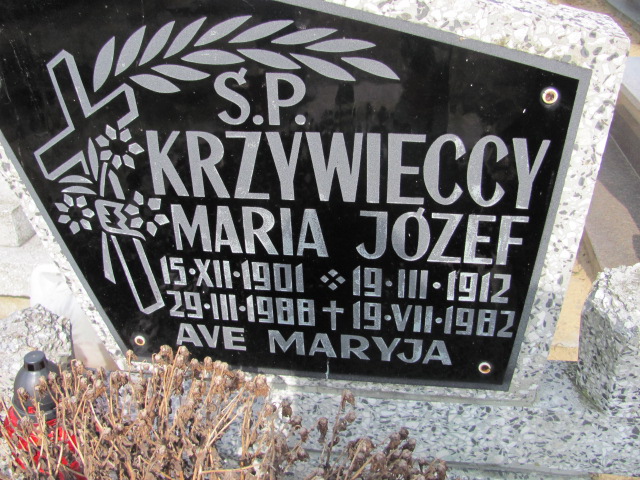 Ś.P.
KRZYWIECCY
MARIA JÓZEF
15·XII·1901 19·III·1912
29·III·1988 19·VII·1982
AVE MARYJA